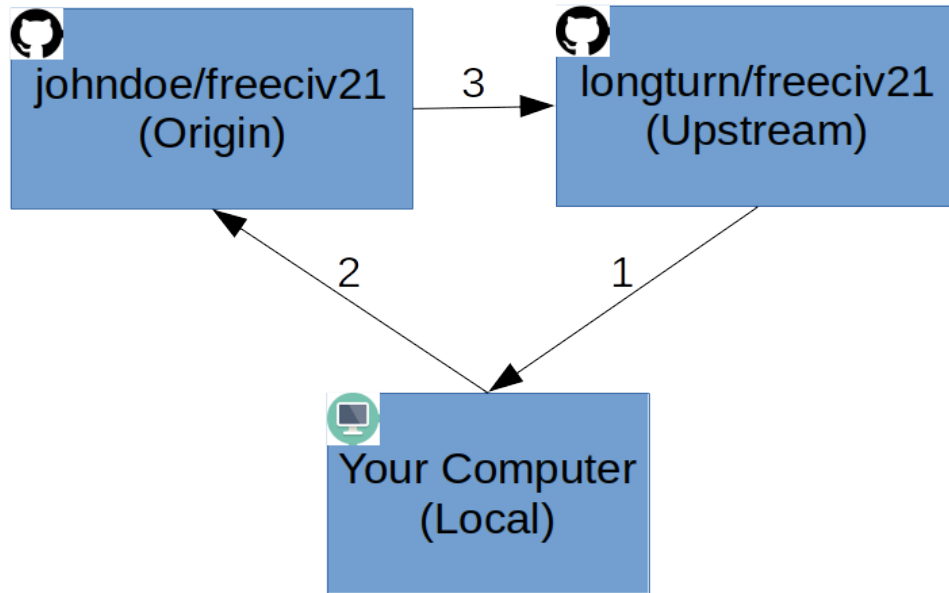 johndoe/freeciv21
(Origin)
3
longturn/freeciv21
(Upstream)
2
1
Your Computer
(Local)